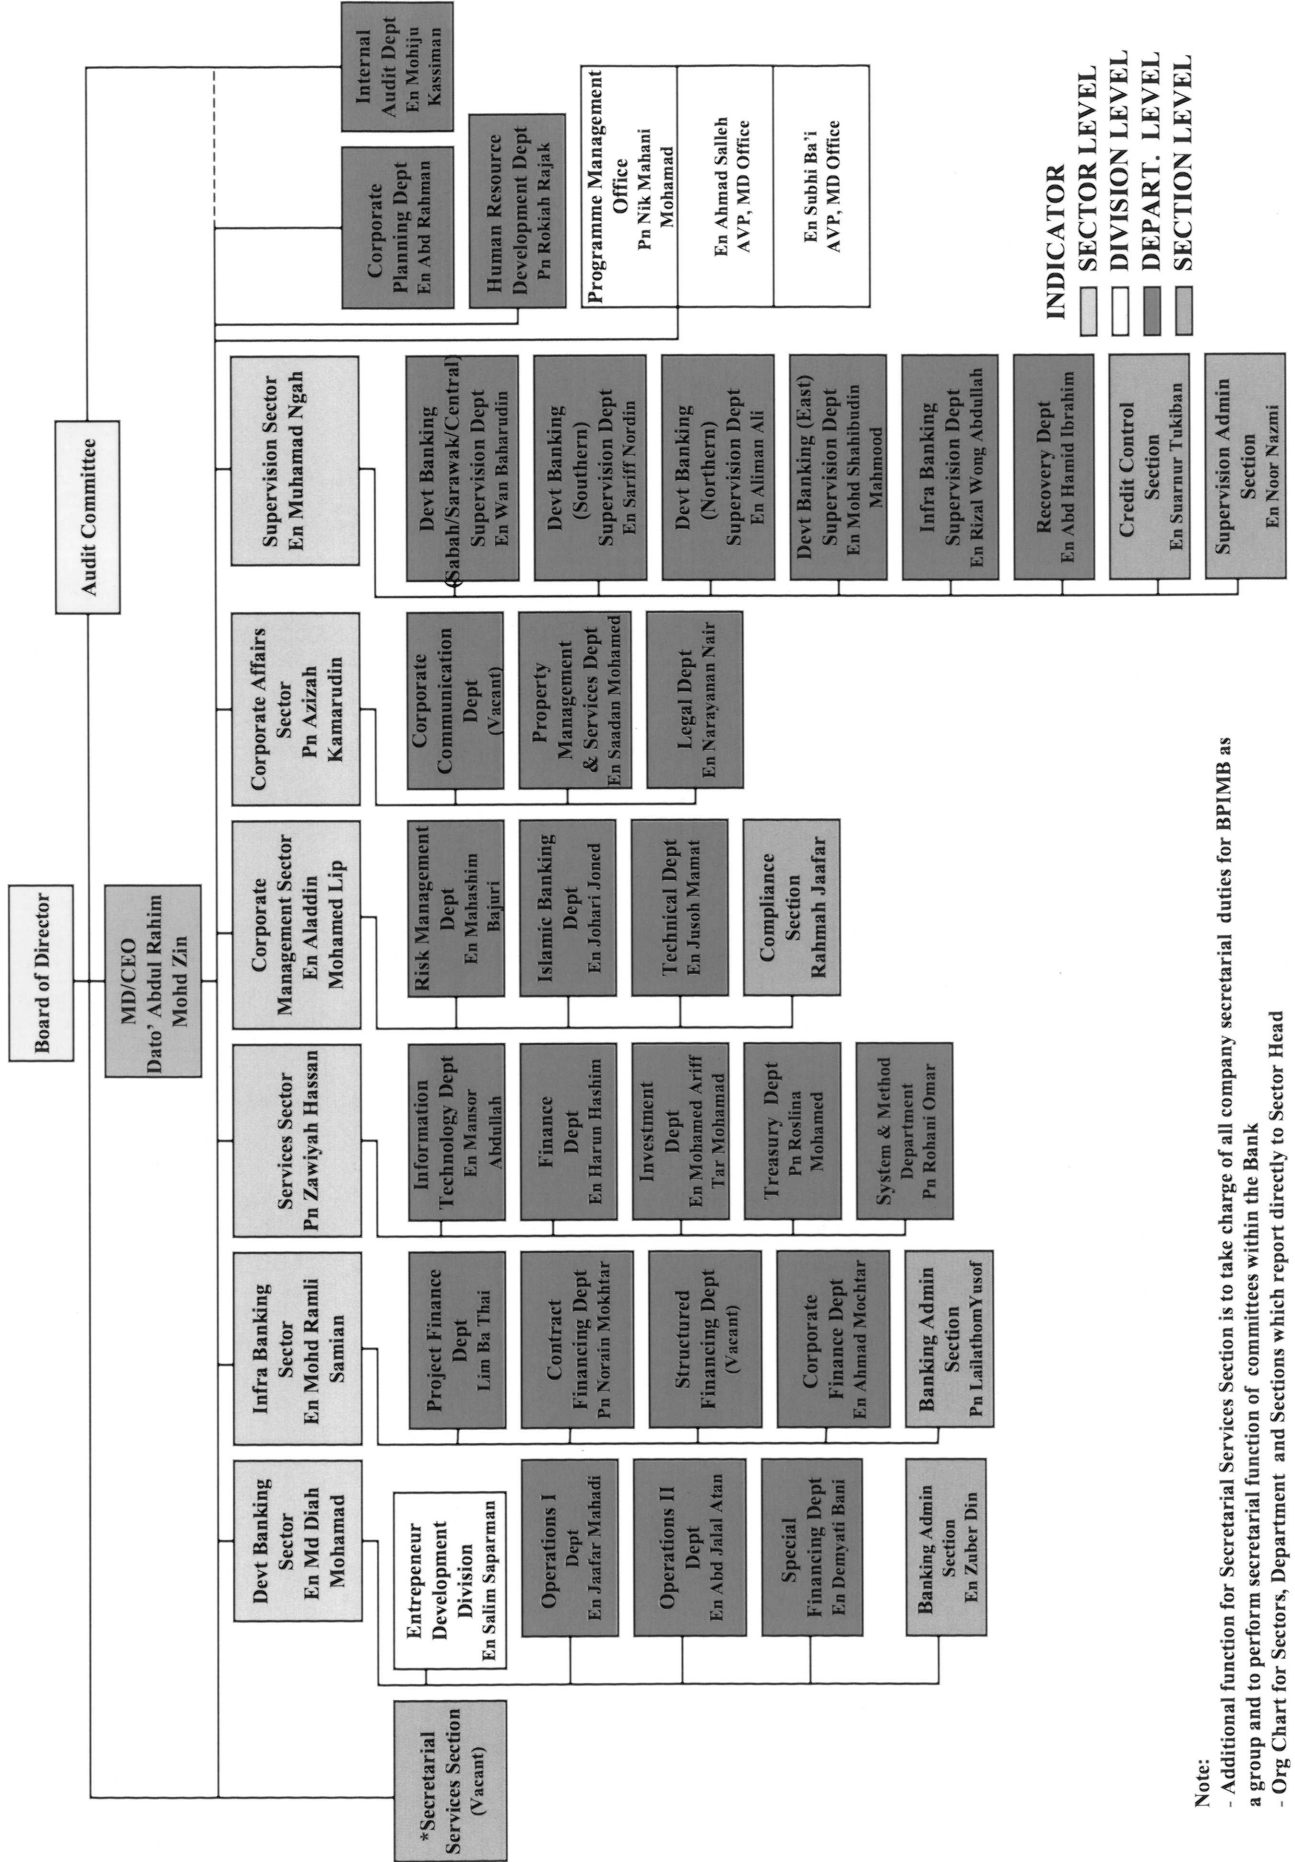 Board of Director
Audit Committee
MD/CEO
Dato' Abdul Rahim
Mohd Zin
*Secretarial
Services Section
(Vacant)
Devt Banking
Sector
En Md Diah
Mohamad
Entrepeneur
Development
Division
En Salim Saparman
Operations I
Dept
En Jaafar Mahadi
Operations II
Dept
En Abd Jalal Atan
Special
Financing Dept
En Demyati Bani
Banking Admin
Section
En Zuber Din
Infra Banking
Sector
En Mohd Ramli
Samian
Project Finance
Dept
Lim Ba Thai
Contract
Financing Dept
Pn Norain Mokhtar
Structured
Financing Dept
(Vacant)
Corporate
Finance Dept
En Ahmad Mochtar
Banking Admin
Section
Pn LailathomYusof
Services Sector
Pn Zawiyah Hassan
Information
Technology Dept
En Mansor
Abdullah
Finance
Dept
En Harun Hashim
Investment
Dept
En Mohamed Ariff
Tar Mohamad
Treasury Dept
Pn Roslina
Mohamed
System & Method
Department
Pn Rohani Omar
Corporate
Management Sector
En Aladdin
Mohamed Lip
Risk Management
Dept
En Mahashim
Bajuri
Islamic Banking
Dept
En Johari Joned
Technical Dept
En Jusoh Mamat
Compliance
Section
Rahmah Jaafar
Corporate Affairs
Sector
Pn Azizah
Kamarudin
Corporate
Communication
Dept
(Vacant)
Property
Management
& Services Dept
En Saadan Mohamed
Legal Dept
En Narayanan Nair
Supervision Sector
En Muhamad Ngah
Devt Banking
(Sabah/Sarawak/Central)
Supervision Dept
En Wan Baharudin
Devt Banking
(Southern)
Supervision Dept
En Sariff Nordin
Devt Banking
(Northern)
Supervision Dept
En Aliman Ali
Devt Banking (East)
Supervision Dept
En Mohd Shahibudin
Mahmood
Infra Banking
Supervision Dept
En Rizal Wong Abdullah
Recovery Dept
En Abd Hamid Ibrahim
Credit Control
Section
En Suarnur Tukiban
Supervision Admin
Section
En Noor Nazmi
Corporate
Planning Dept
En Abd Rahman
Internal
Audit Dept
En Mohiju
Kassiman
Human Resource
Development Dept
Pn Rokiah Rajak
Programme Management
Office
Pn Nik Mahani
Mohamad
En Ahmad Salleh
AVP, MD Office
En Subhi Ba'i
AVP, MD Office
INDICATOR
SECTOR LEVEL
DIVISION LEVEL
DEPART. LEVEL
SECTION LEVEL
Note:
- Additional function for Secretarial Services Section is to take charge of all company secretarial duties for BPIMB as
a group and to perform secretarial function of committees within the Bank
- Org Chart for Sectors, Department and Sections which report directly to Sector Head